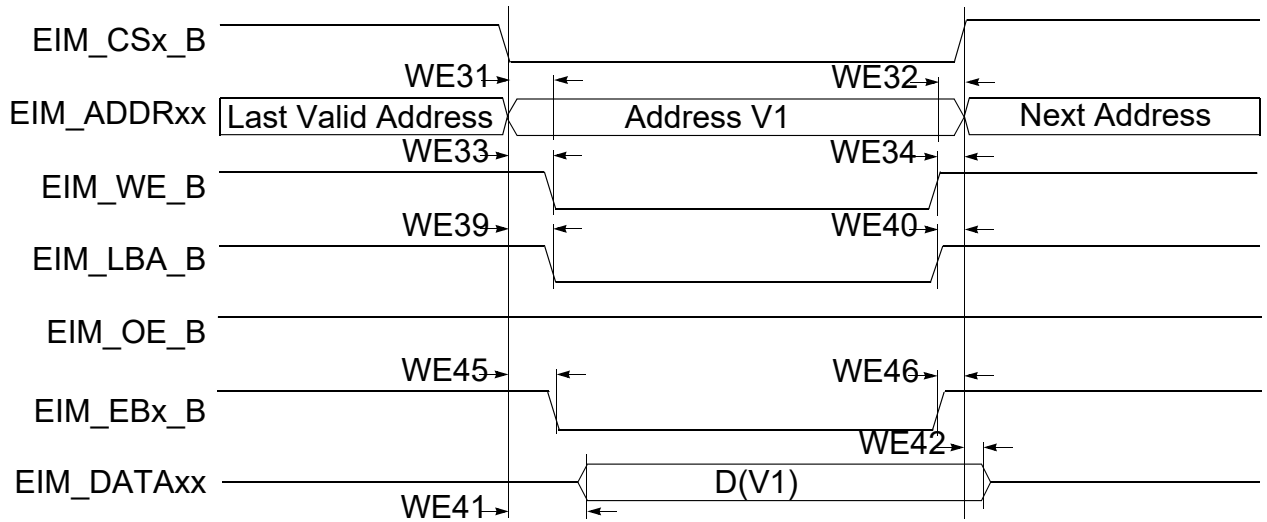 EIM_CSx_B
WE31 WE32
EIM_ADDRxx Last Valid Address Address V1 Next Address
WE33 WE34
EIM_WE_B
WE39 WE40
EIM_LBA_B
EIM_OE_B
WE45 WE46
EIM_EBx_B
WE42
EIM_DATAxx D(V1)
WE41